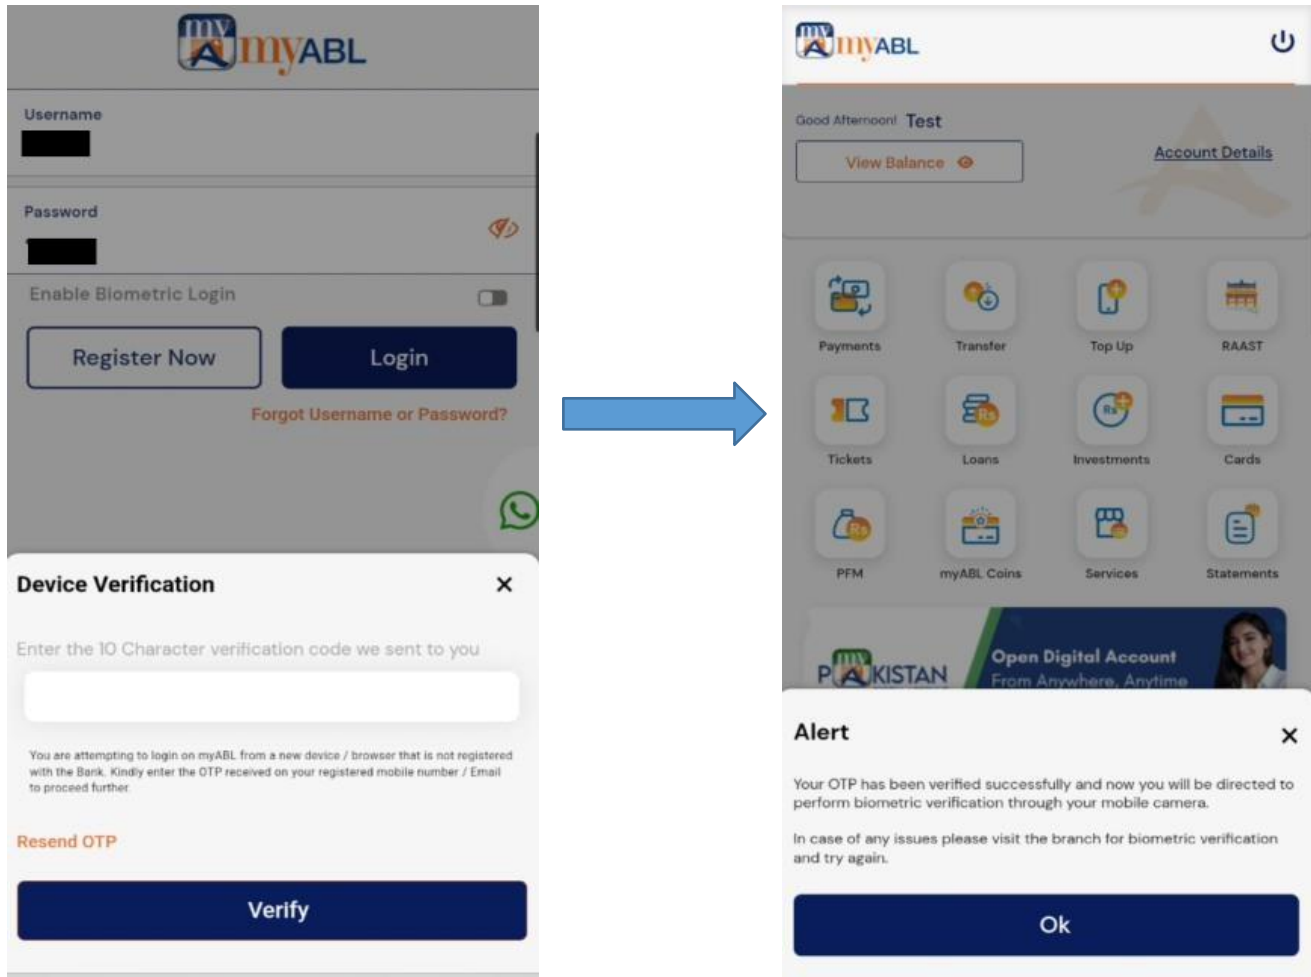 myABL
Username
Password
Enable Biometric Login
Register Now
Login
Forgot Username or Password?
Device Verification
Enter the 10 Character verification code we sent to you
You are attempting to login on myABL from a new device / browser that is not registered
with the Bank. Kindly enter the OTP received on your registered mobile number / Email
to proceed further
Resend OTP
Verify
myABL
Good Afternoon! Test
View Balance
Account Details
Payments Transfer Top Up RAAST
Tickets Loans Investments Cards
PFM myABL Coins Services Statements
PAKISTAN
Open Digital Account
From Anywhere, Anytime
Alert
Your OTP has been verified successfully and now you will be directed to
perform biometric verification through your mobile camera.
In case of any issues please visit the branch for biometric verification
and try again.
Ok